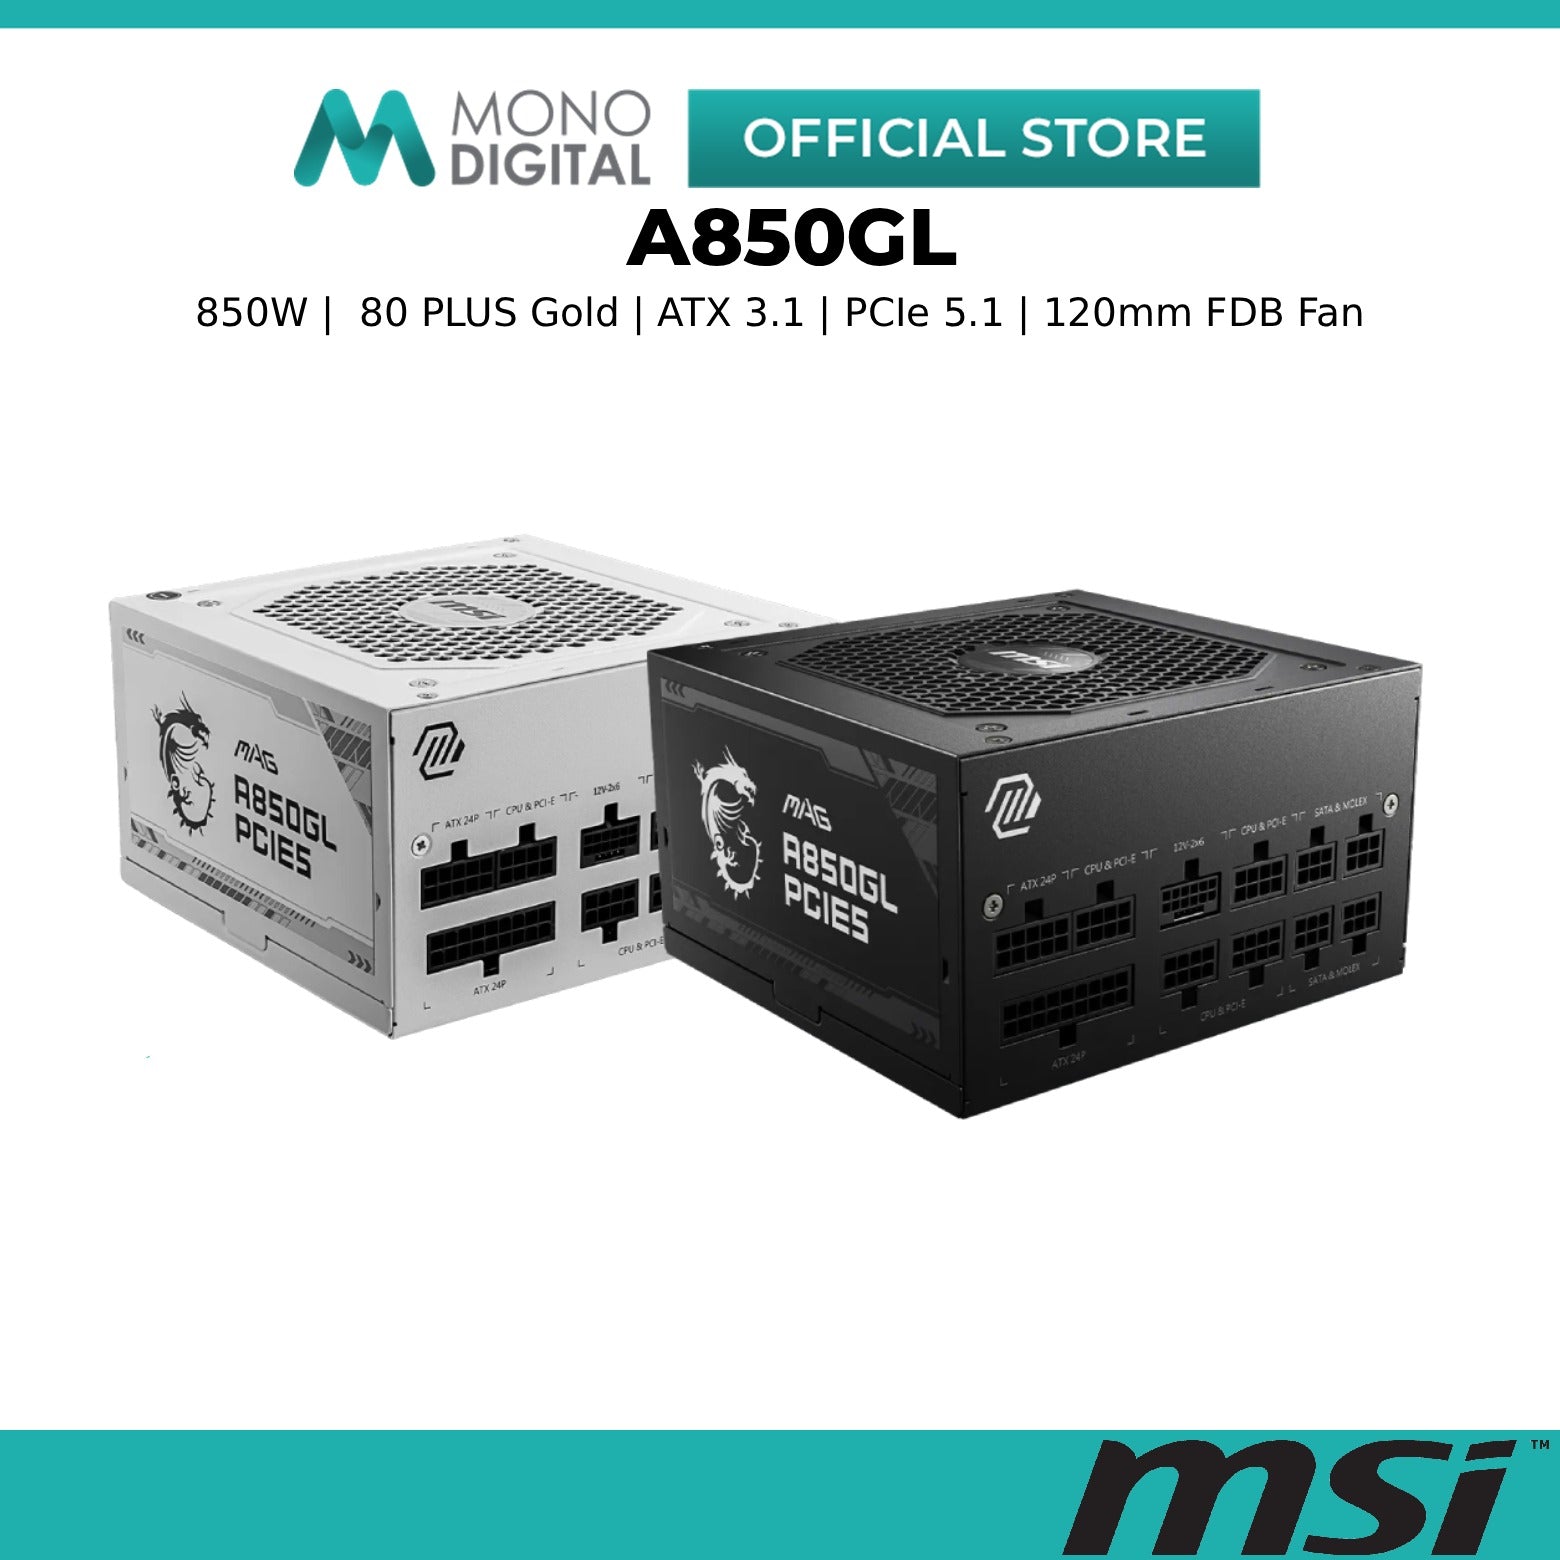 MONO
DIGITAL
OFFICIAL STORE
A850GL
850W | 80 PLUS Gold | ATX 3.1 | PCIe 5.1 | 120mm FDB Fan
msi
MAG
A850GL
PCIE5
ATX 24P
CPU & PCI-E
12V-2x6
CPU & PCI-E
ATX 24P
msi
MAG
A850GL
PCIE5
ATX 24P
CPU & PCI-E
12V-2x6
CPU & PCI-E
SATA & MOLEX
SATA & MOLEX
CPU & PCI-E
ATX 24P
msi™